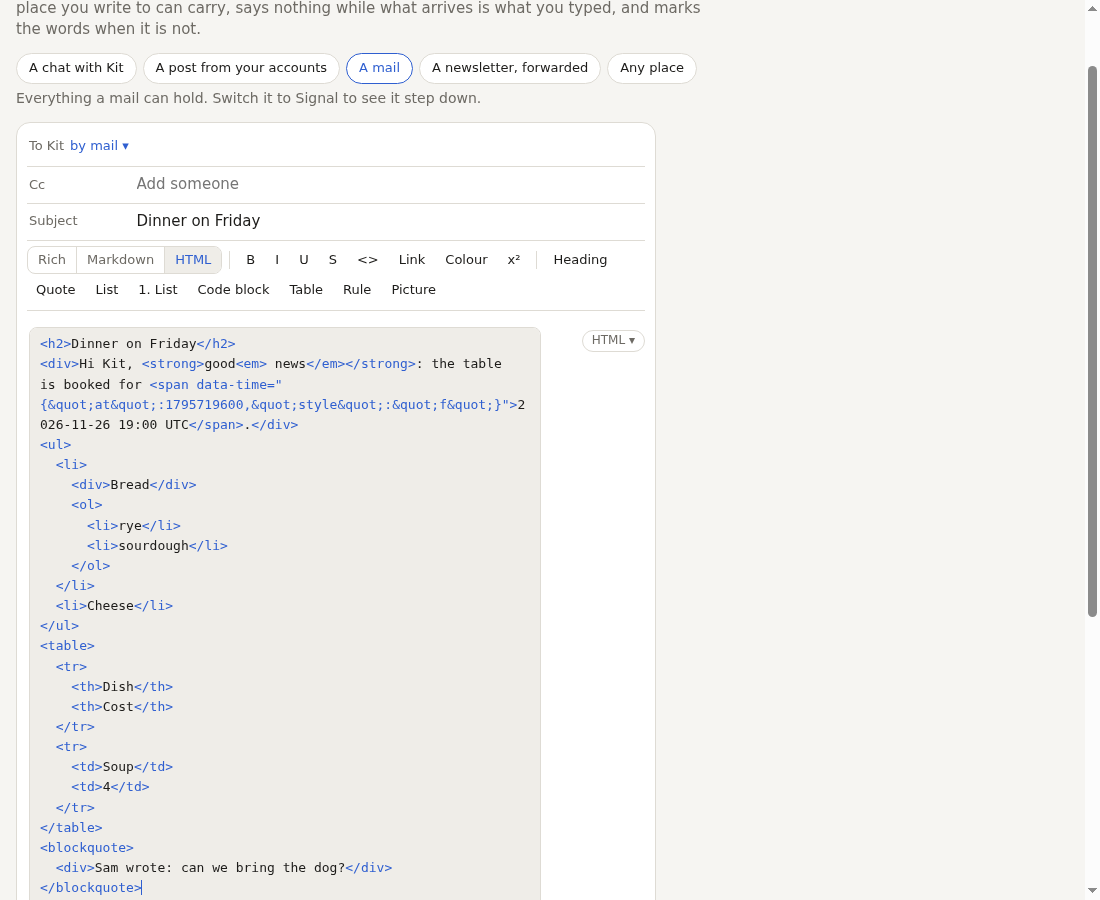 place you write to can carry, says nothing while what arrives is what you typed, and marks
the words when it is not.
A chat with Kit A post from your accounts A mail A newsletter, forwarded Any place
Everything a mail can hold. Switch it to Signal to see it step down.
To Kit by mail ▾
Cc Add someone
Subject Dinner on Friday
Rich Markdown HTML B I U S <> Link Colour x² Heading
Quote List 1. List Code block Table Rule Picture
HTML ▾
<h2>Dinner on Friday</h2>
<div>Hi Kit, <strong>good<em> news</em></strong>: the table
is booked for <span data-time="
{&quot;at&quot;:1795719600,&quot;style&quot;:&quot;f&quot;}">2
026-11-26 19:00 UTC</span>.</div>
<ul>
  <li>
    <div>Bread</div>
    <ol>
      <li>rye</li>
      <li>sourdough</li>
    </ol>
  </li>
  <li>Cheese</li>
</ul>
<table>
  <tr>
    <th>Dish</th>
    <th>Cost</th>
  </tr>
  <tr>
    <td>Soup</td>
    <td>4</td>
  </tr>
</table>
<blockquote>
  <div>Sam wrote: can we bring the dog?</div>
</blockquote>